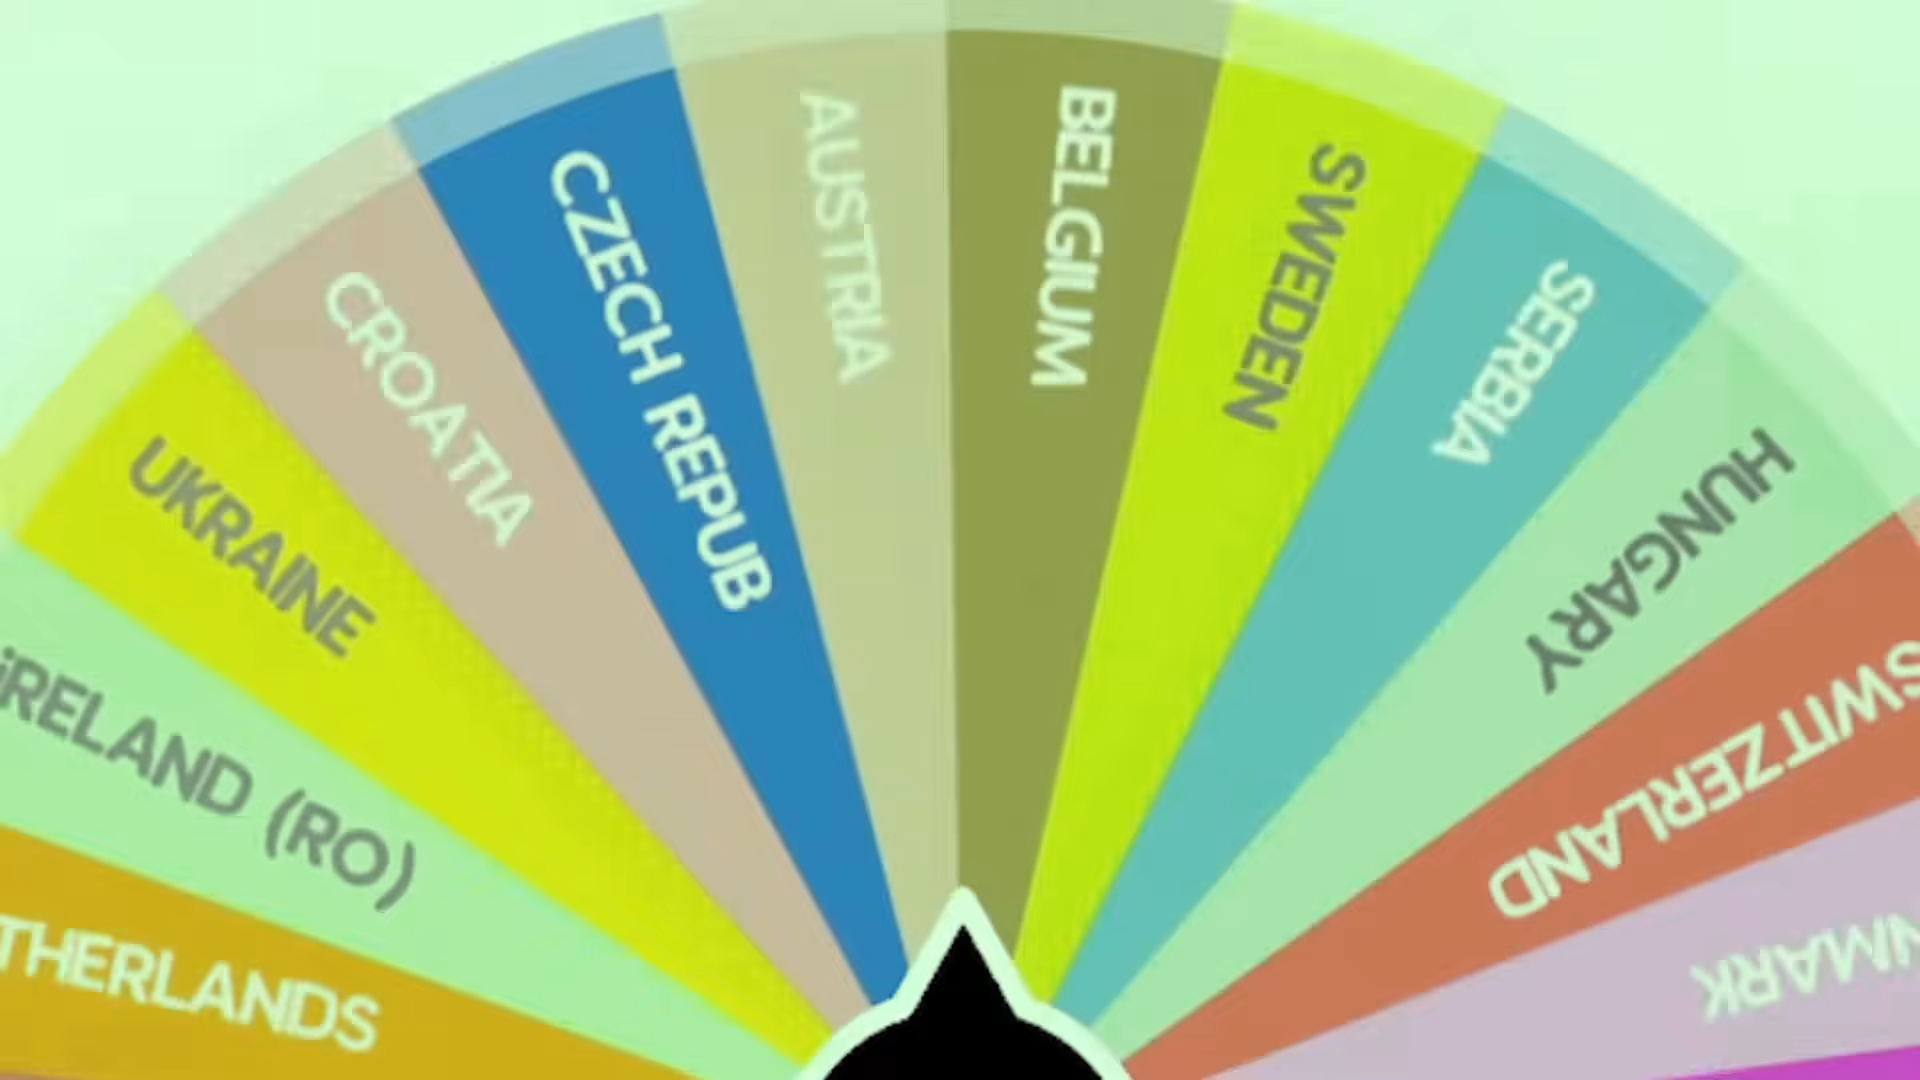 THERLANDS
iRELAND (RO)
UKRAINE
CROATIA
CZECH REPUB
AUSTRIA
BELGIUM
SWEDEN
SERBIA
HUNGARY
SWITZERLAND
NMARK